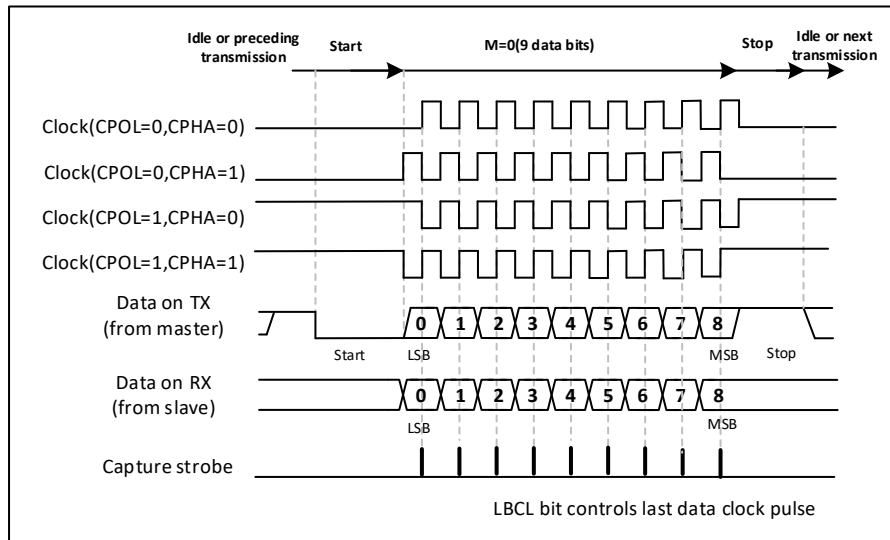 Idle or preceding
transmission
Start
M=0(9 data bits)
Stop
Idle or next
transmission
Clock(CPOL=0,CPHA=0)
Clock(CPOL=0,CPHA=1)
Clock(CPOL=1,CPHA=0)
Clock(CPOL=1,CPHA=1)
Data on TX
(from master)
0 1 2 3 4 5 6 7 8
Start
LSB
MSB
Stop
Data on RX
(from slave)
0 1 2 3 4 5 6 7 8
LSB
MSB
Capture strobe
LBCL bit controls last data clock pulse